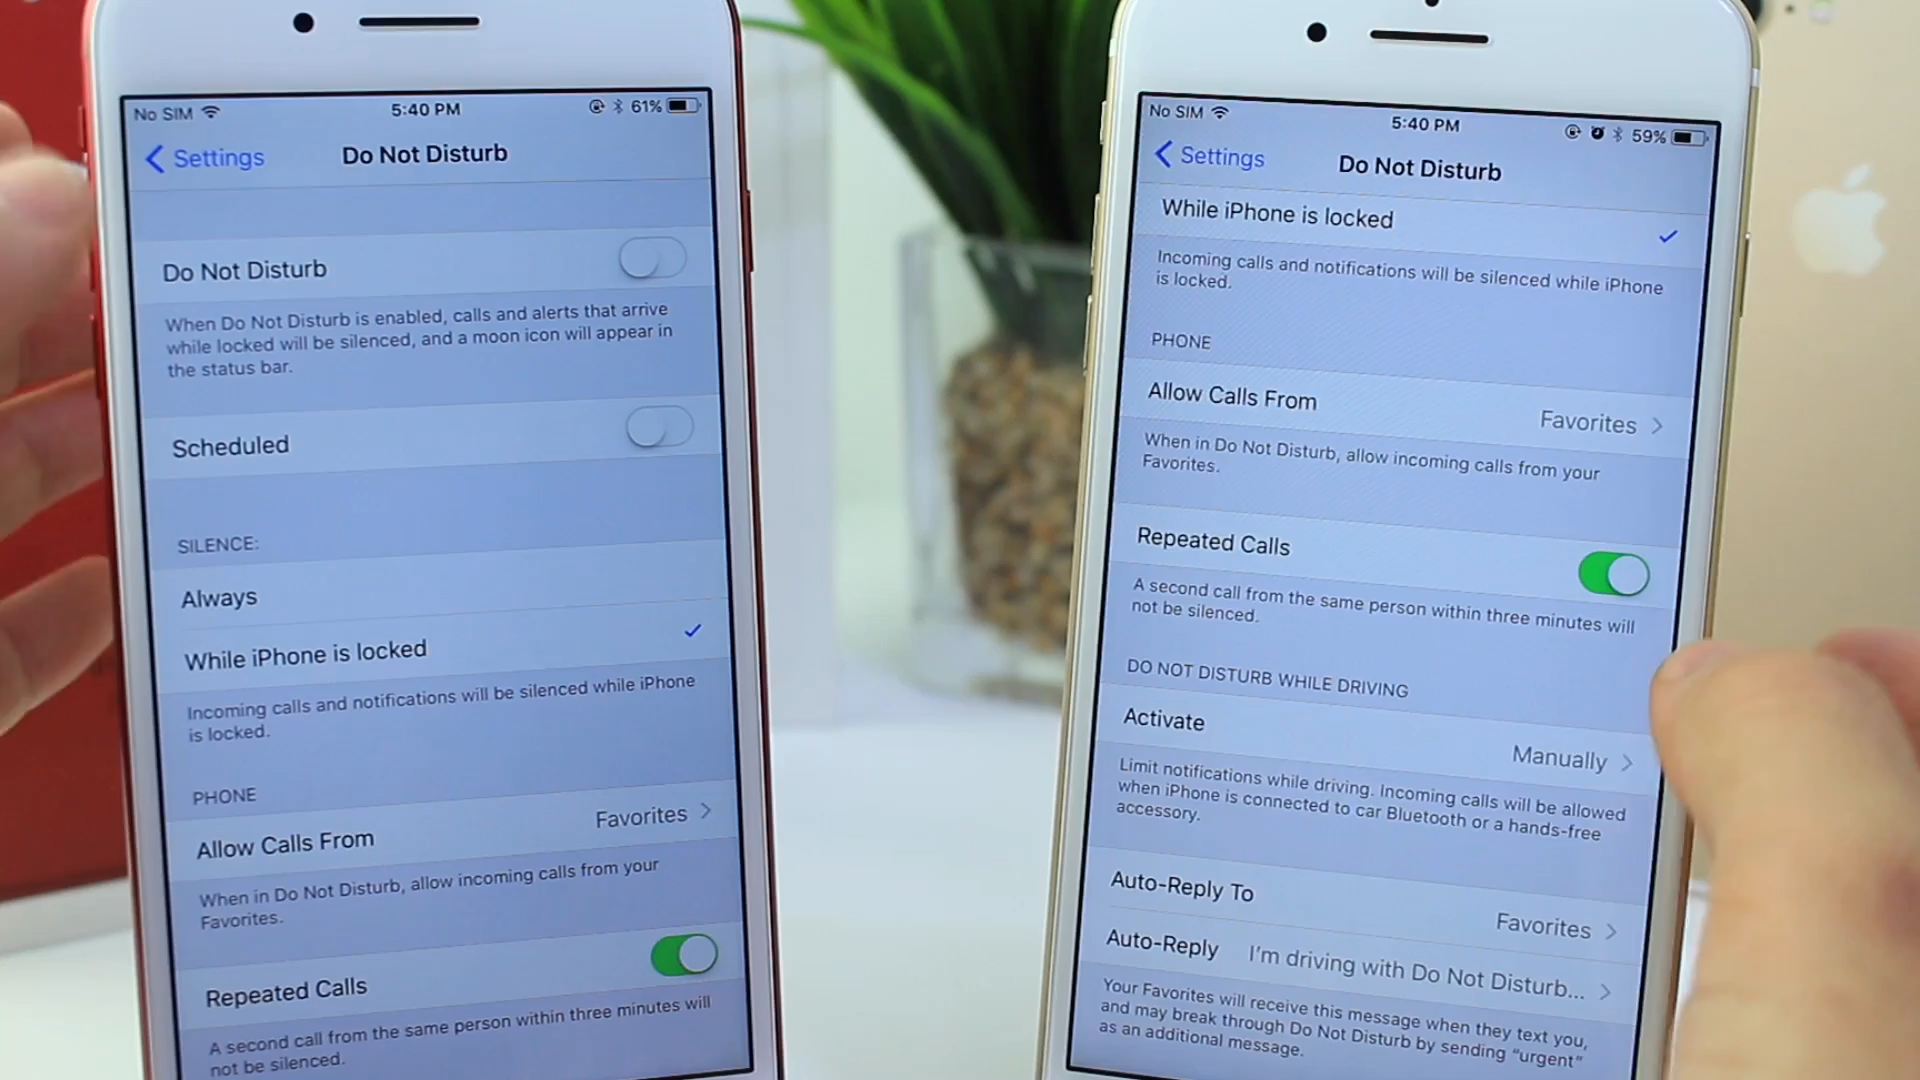 No SIM 5:40 PM 61%
Settings Do Not Disturb
Do Not Disturb
When Do Not Disturb is enabled, calls and alerts that arrive
while locked will be silenced, and a moon icon will appear in
the status bar.
Scheduled
SILENCE:
Always
While iPhone is locked
Incoming calls and notifications will be silenced while iPhone
is locked.
PHONE
Allow Calls From Favorites
When in Do Not Disturb, allow incoming calls from your
Favorites.
Repeated Calls
A second call from the same person within three minutes will
not be silenced.
No SIM 5:40 PM 59%
Settings Do Not Disturb
While iPhone is locked
Incoming calls and notifications will be silenced while iPhone
is locked.
PHONE
Allow Calls From Favorites
When in Do Not Disturb, allow incoming calls from your
Favorites.
Repeated Calls
A second call from the same person within three minutes will
not be silenced.
DO NOT DISTURB WHILE DRIVING
Activate Manually
Limit notifications while driving. Incoming calls will be allowed
when iPhone is connected to car Bluetooth or a hands-free
accessory.
Auto-Reply To Favorites
Auto-Reply I'm driving with Do Not Disturb...
Your Favorites will receive this message when they text you,
and may break through Do Not Disturb by sending "urgent"
as an additional message.